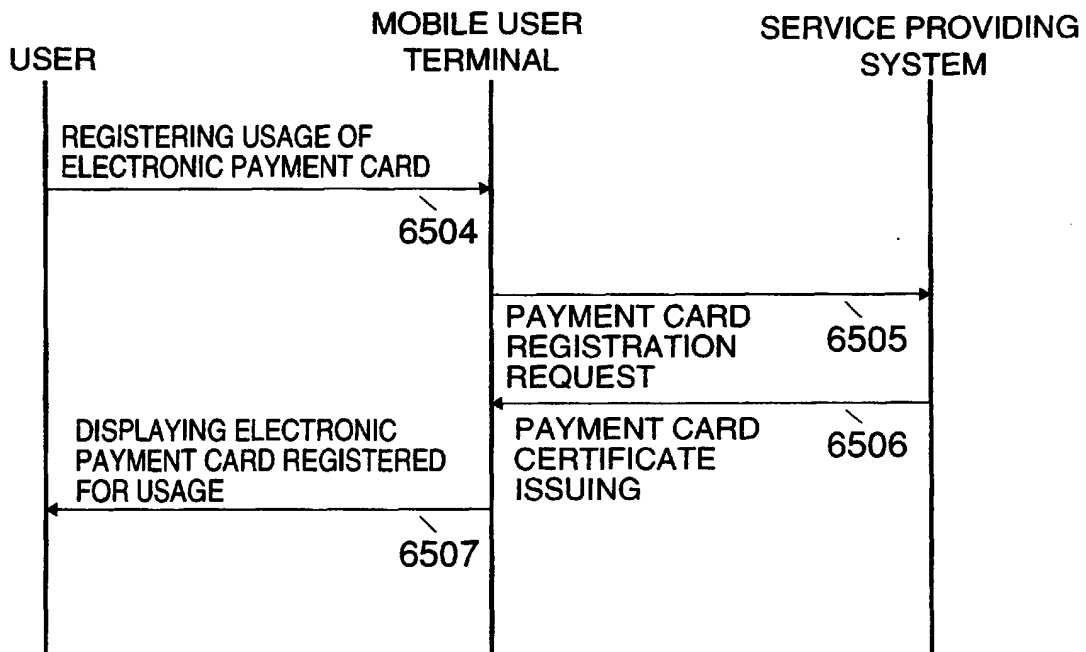 USER
MOBILE USER
TERMINAL
SERVICE PROVIDING
SYSTEM
REGISTERING USAGE OF
ELECTRONIC PAYMENT CARD
6504
PAYMENT CARD
REGISTRATION
REQUEST
6505
PAYMENT CARD
CERTIFICATE
ISSUING
6506
DISPLAYING ELECTRONIC
PAYMENT CARD REGISTERED
FOR USAGE
6507